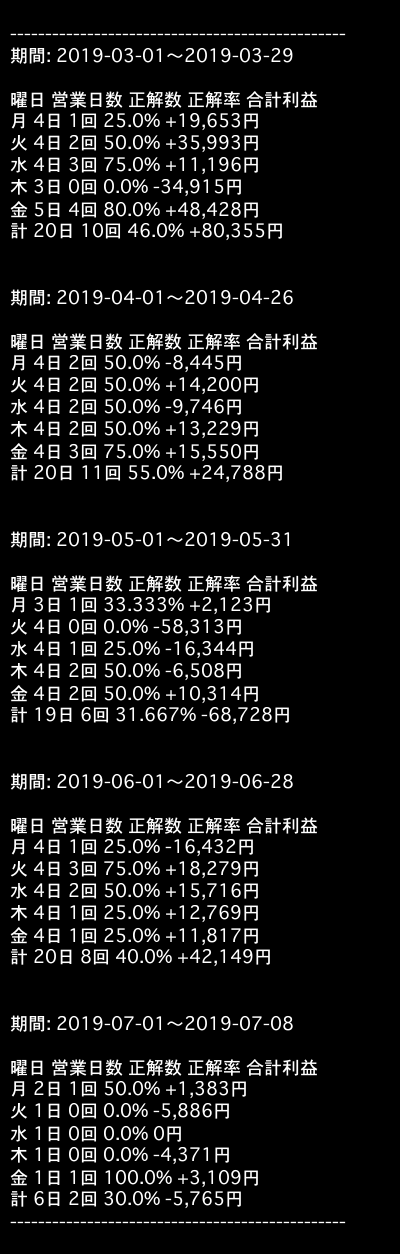 ------------------------------------------------
期間: 2019-03-01～2019-03-29
曜日 営業日数 正解数 正解率 合計利益
月 4日 1回 25.0% +19,653円
火 4日 2回 50.0% +35,993円
水 4日 3回 75.0% +11,196円
木 3日 0回 0.0% -34,915円
金 5日 4回 80.0% +48,428円
計 20日 10回 46.0% +80,355円
期間: 2019-04-01～2019-04-26
曜日 営業日数 正解数 正解率 合計利益
月 4日 2回 50.0% -8,445円
火 4日 2回 50.0% +14,200円
水 4日 2回 50.0% -9,746円
木 4日 2回 50.0% +13,229円
金 4日 3回 75.0% +15,550円
計 20日 11回 55.0% +24,788円
期間: 2019-05-01～2019-05-31
曜日 営業日数 正解数 正解率 合計利益
月 3日 1回 33.333% +2,123円
火 4日 0回 0.0% -58,313円
水 4日 1回 25.0% -16,344円
木 4日 2回 50.0% -6,508円
金 4日 2回 50.0% +10,314円
計 19日 6回 31.667% -68,728円
期間: 2019-06-01～2019-06-28
曜日 営業日数 正解数 正解率 合計利益
月 4日 1回 25.0% -16,432円
火 4日 3回 75.0% +18,279円
水 4日 2回 50.0% +15,716円
木 4日 1回 25.0% +12,769円
金 4日 1回 25.0% +11,817円
計 20日 8回 40.0% +42,149円
期間: 2019-07-01～2019-07-08
曜日 営業日数 正解数 正解率 合計利益
月 2日 1回 50.0% +1,383円
火 1日 0回 0.0% -5,886円
水 1日 0回 0.0% 0円
木 1日 0回 0.0% -4,371円
金 1日 1回 100.0% +3,109円
計 6日 2回 30.0% -5,765円
------------------------------------------------